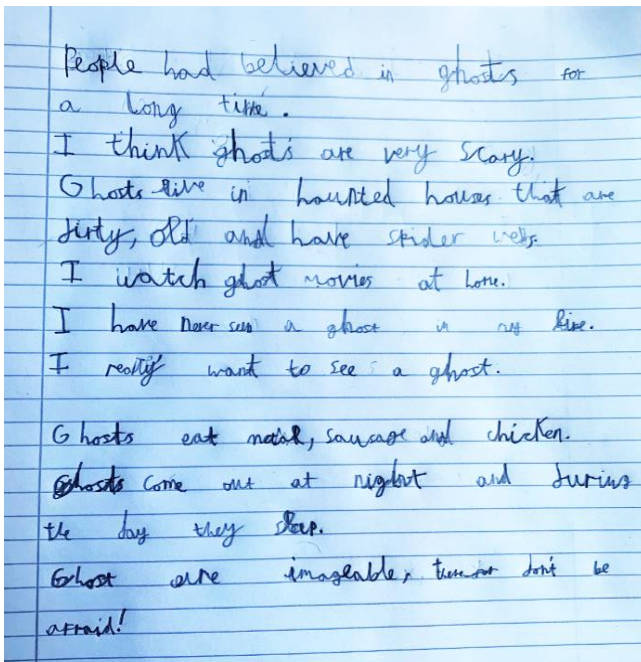 People had believed in ghosts for
a long time.
I think ghosts are very scary.
Ghosts live in haunted houses that are
dirty, old and have spider webs.
I watch ghost movies at home.
I have never seen a ghost in my live.
I really want to see a ghost.
Ghosts eat , sausage and chicken.
Ghosts come out at night and during
the day they sleep.
Ghost are imageable, don't be
afraid!